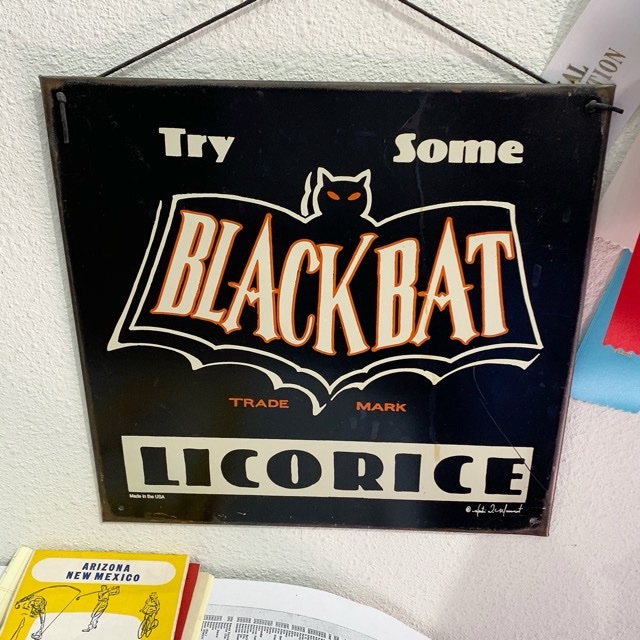 Try Some
BLACK BAT
TRADE MARK
LICORICE
Made in the USA
ARIZONA
NEW MEXICO